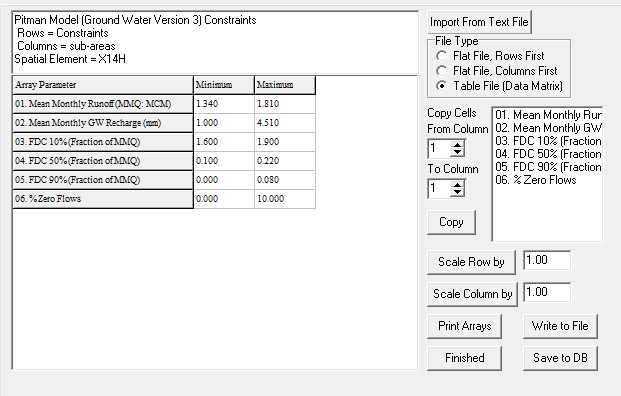 Pitman Model (Ground Water Version 3) Constraints
Rows = Constraints
Columns = sub-areas
Spatial Element = X14H
Array Parameter Minimum Maximum
01. Mean Monthly Runoff (MMQ: MCM) 1.340 1.810
02. Mean Monthly GW Recharge (mm) 1.000 4.510
03. FDC 10% (Fraction of MMQ) 1.600 1.900
04. FDC 50% (Fraction of MMQ) 0.100 0.220
05. FDC 90% (Fraction of MMQ) 0.000 0.080
06. % Zero Flows 0.000 10.000
Import From Text File
File Type
Flat File, Rows First
Flat File, Columns First
Table File (Data Matrix)
Copy Cells
From Column
1
To Column
1
Copy
01. Mean Monthly Run
02. Mean Monthly GW
03. FDC 10% (Fraction
04. FDC 50% (Fraction
05. FDC 90% (Fraction
06. % Zero Flows
Scale Row by 1.00
Scale Column by 1.00
Print Arrays Write to File
Finished Save to DB